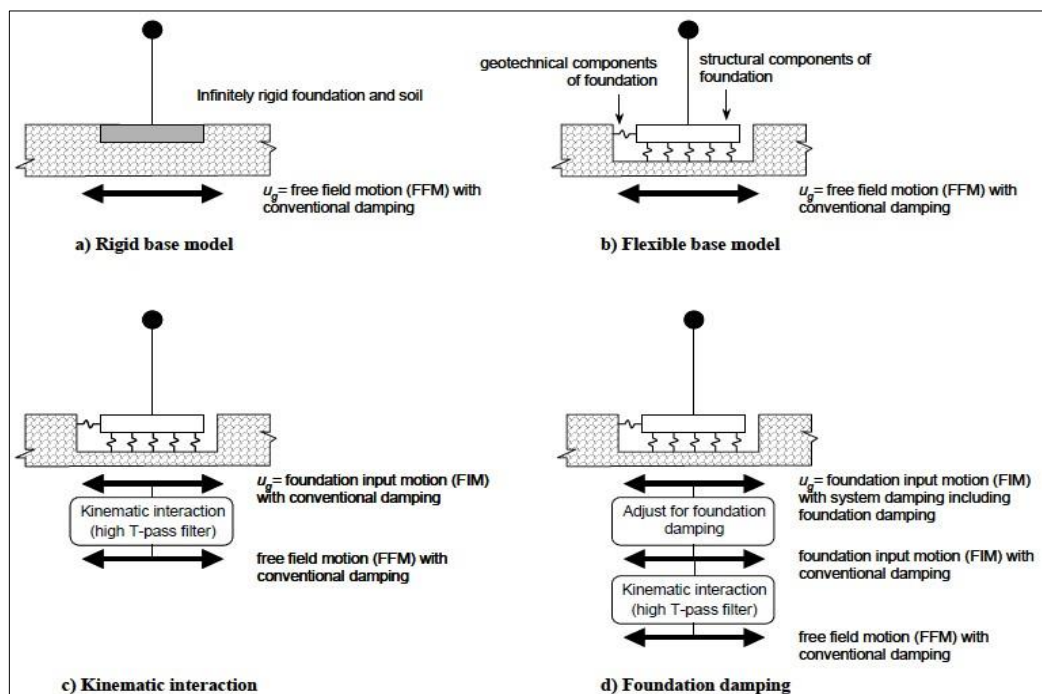 Infinitely rigid foundation and soil
u_g= free field motion (FFM) with
conventional damping
a) Rigid base model
geotechnical components
of foundation
structural components of
foundation
u_g= free field motion (FFM) with
conventional damping
b) Flexible base model
u_g= foundation input motion (FIM)
with conventional damping
Kinematic interaction
(high T-pass filter)
free field motion (FFM) with
conventional damping
c) Kinematic interaction
u_g= foundation input motion (FIM)
with system damping including
foundation damping
Adjust for foundation
damping
foundation input motion (FIM) with
conventional damping
Kinematic interaction
(high T-pass filter)
free field motion (FFM) with
conventional damping
d) Foundation damping